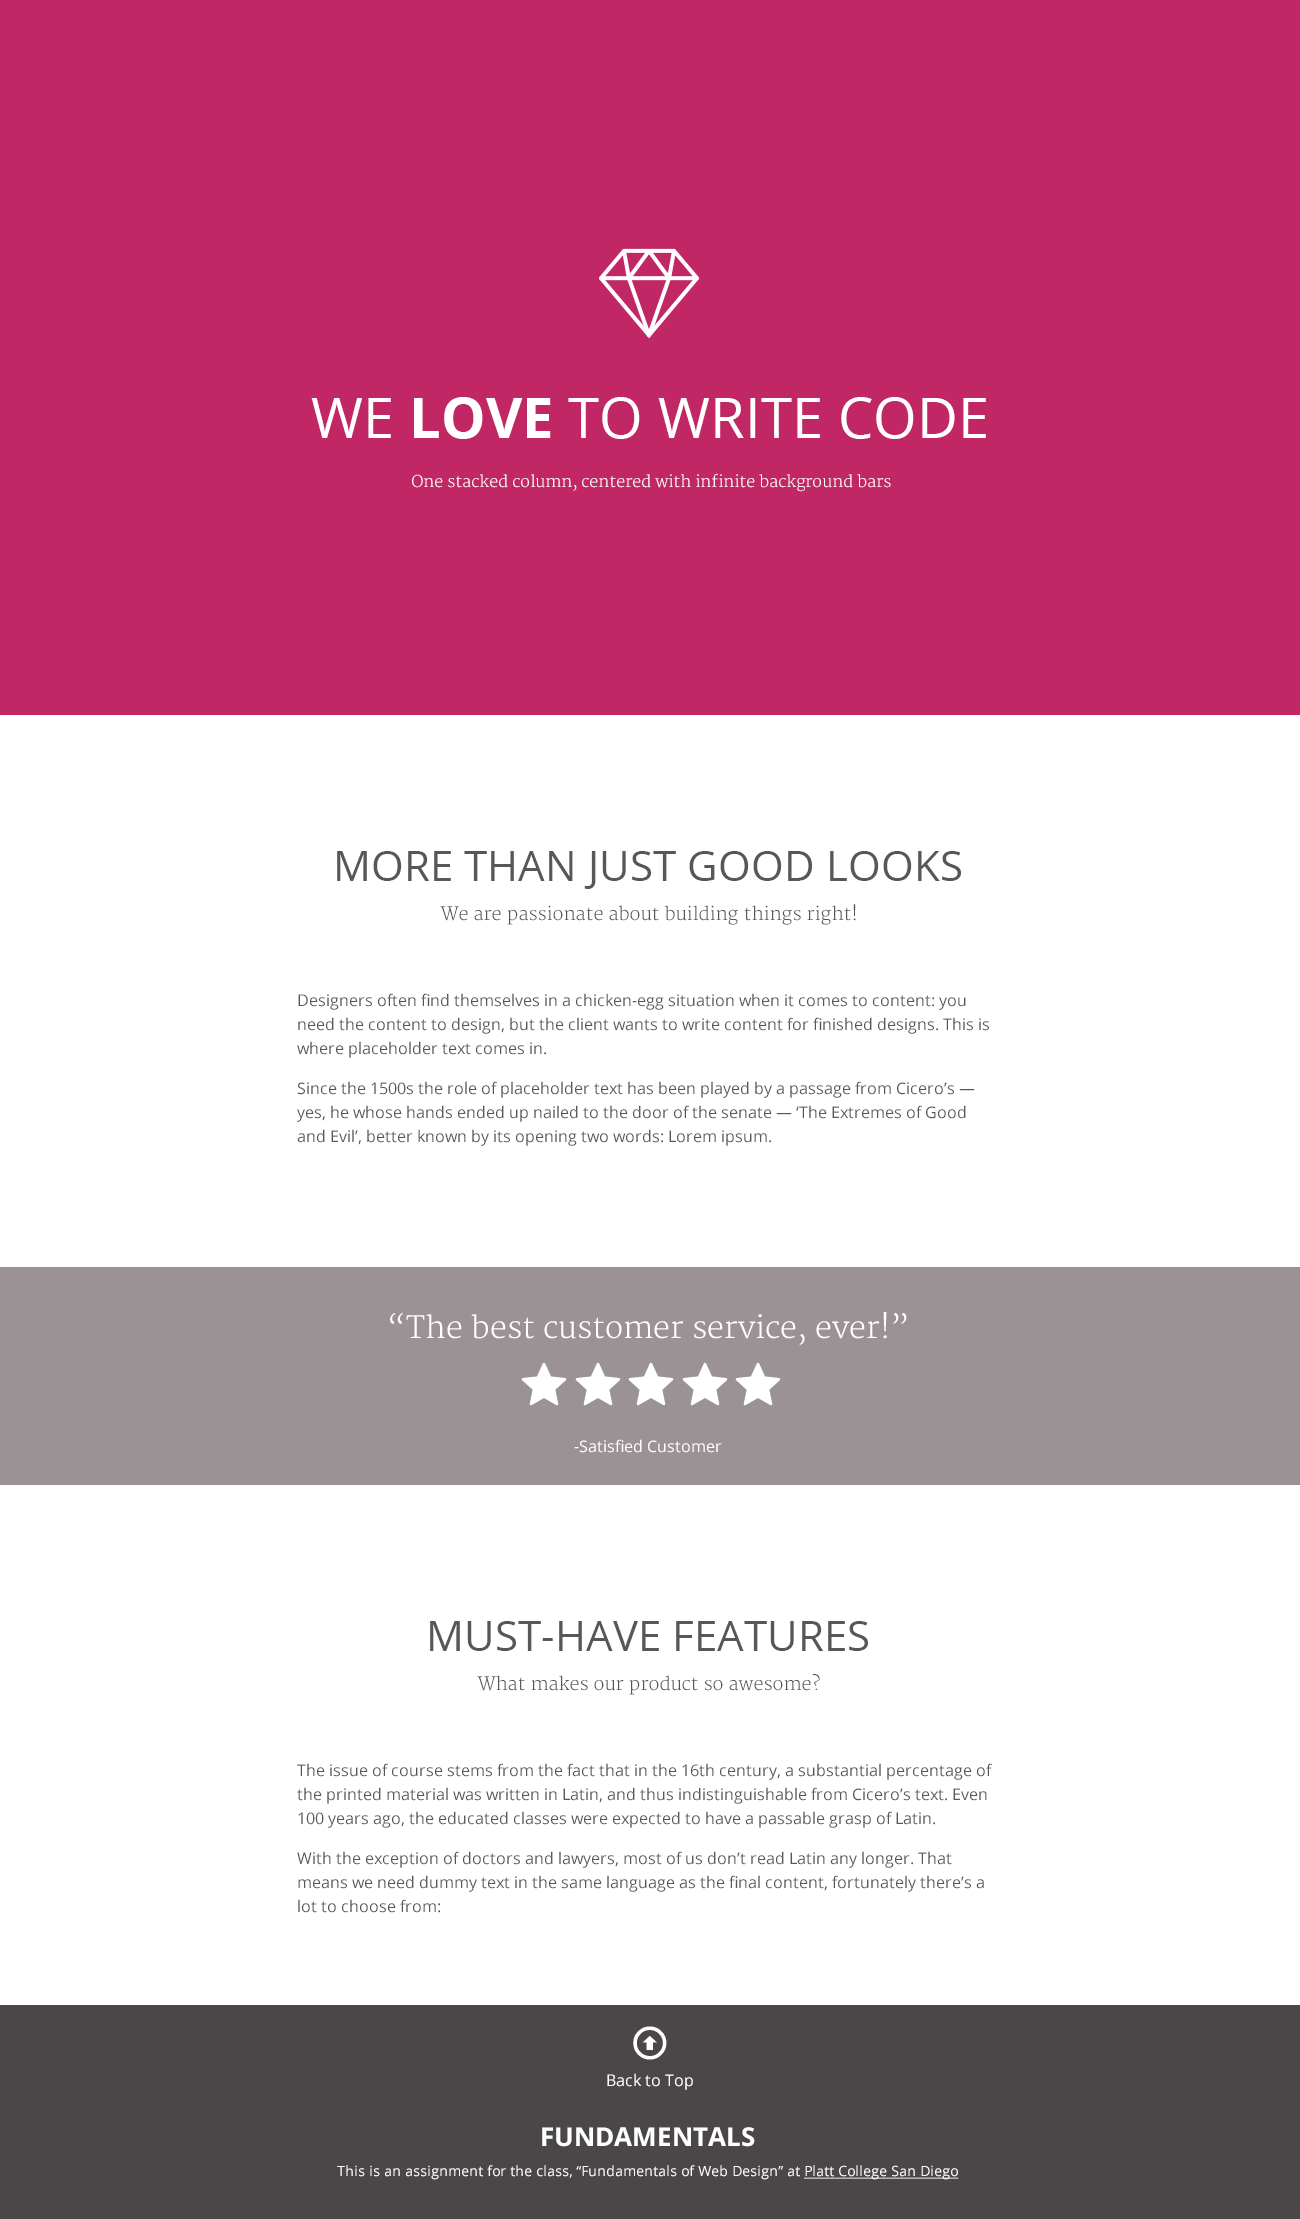 WE LOVE TO WRITE CODE
One stacked column, centered with infinite background bars
MORE THAN JUST GOOD LOOKS
We are passionate about building things right!
Designers often find themselves in a chicken-egg situation when it comes to content: you
need the content to design, but the client wants to write content for finished designs. This is
where placeholder text comes in.
Since the 1500s the role of placeholder text has been played by a passage from Cicero’s —
yes, he whose hands ended up nailed to the door of the senate — ‘The Extremes of Good
and Evil’, better known by its opening two words: Lorem ipsum.
“The best customer service, ever!”
-Satisfied Customer
MUST-HAVE FEATURES
What makes our product so awesome?
The issue of course stems from the fact that in the 16th century, a substantial percentage of
the printed material was written in Latin, and thus indistinguishable from Cicero’s text. Even
100 years ago, the educated classes were expected to have a passable grasp of Latin.
With the exception of doctors and lawyers, most of us don’t read Latin any longer. That
means we need dummy text in the same language as the final content, fortunately there’s a
lot to choose from:
Back to Top
FUNDAMENTALS
This is an assignment for the class, “Fundamentals of Web Design” at Platt College San Diego